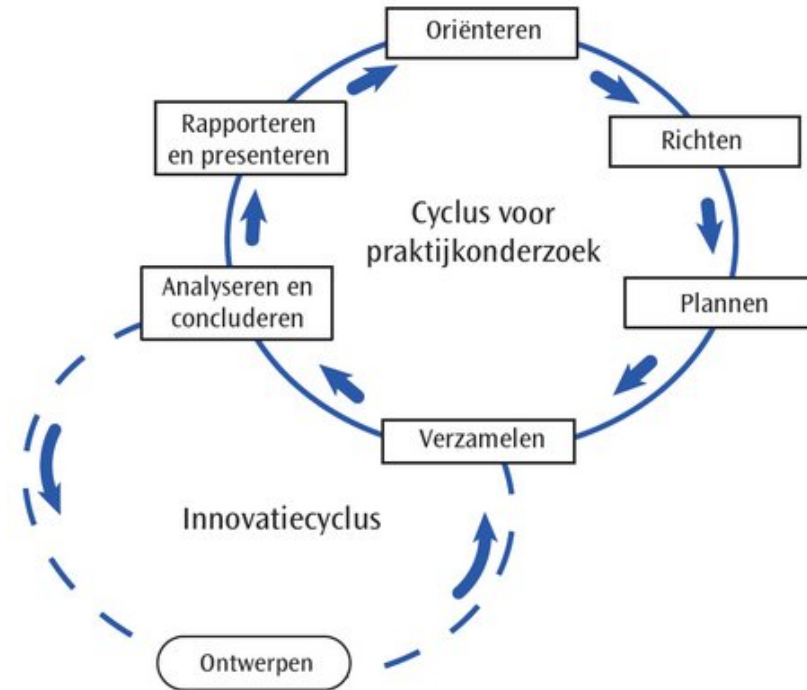 Oriënteren
Rapporteren
en presenteren
Richten
Cyclus voor
praktijkonderzoek
Analyseren en
concluderen
Plannen
Verzamelen
Innovatiecyclus
Ontwerpen